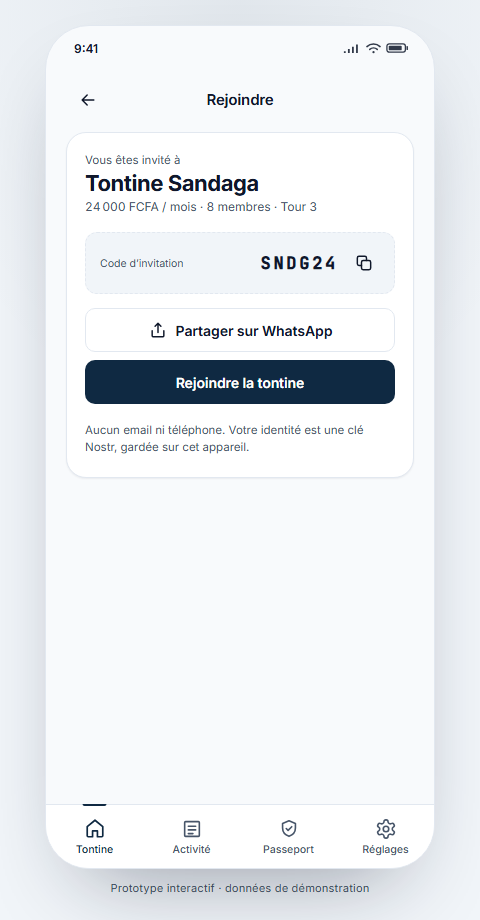 9:41
Rejoindre
Vous êtes invité à
Tontine Sandaga
24 000 FCFA / mois · 8 membres · Tour 3
Code d'invitation SNDG24
Partager sur WhatsApp
Rejoindre la tontine
Aucun email ni téléphone. Votre identité est une clé
Nostr, gardée sur cet appareil.
Tontine Activité Passeport Réglages
Prototype interactif · données de démonstration